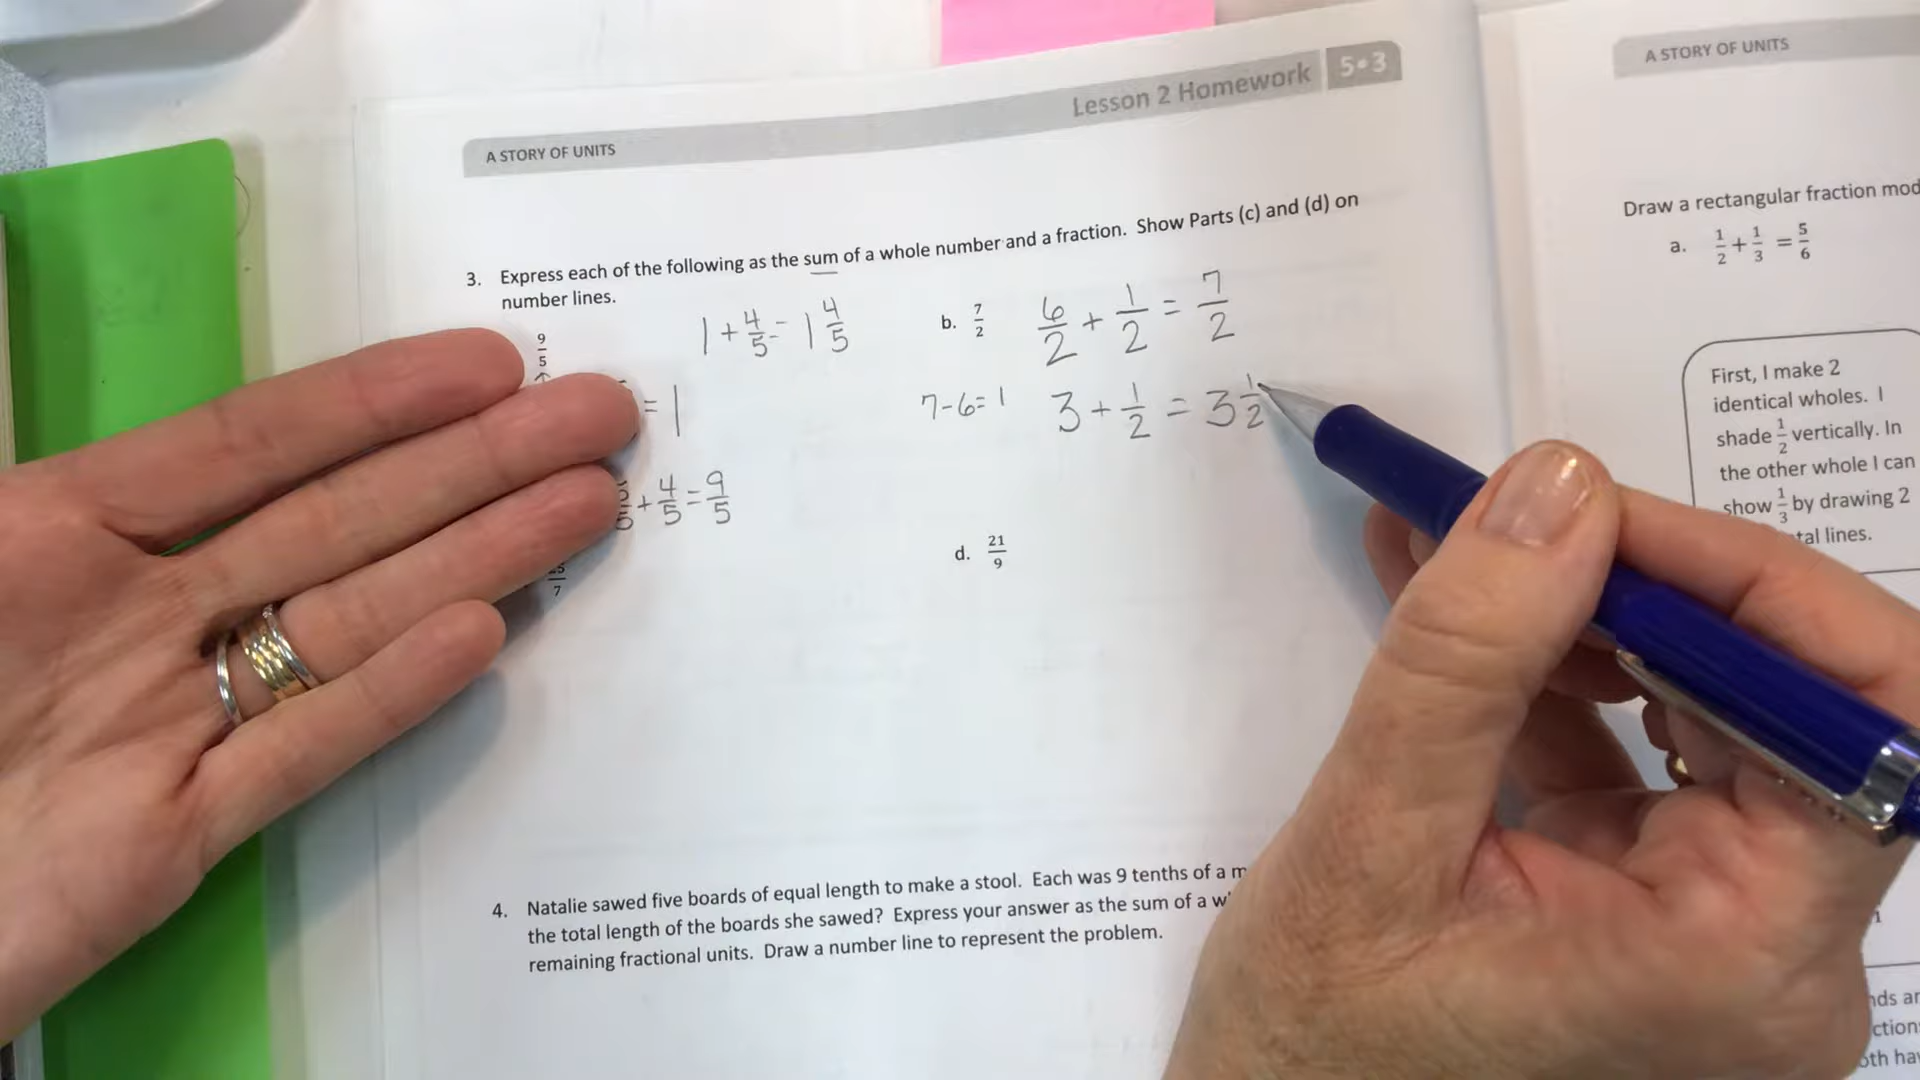 Lesson 2 Homework 5•3
A STORY OF UNITS
3. Express each of the following as the sum of a whole number and a fraction. Show Parts (c) and (d) on
number lines.
9/5
1 + 4/5 = 1 4/5
= 1
5/5 + 4/5 = 9/5
b. 7/2
6/2 + 1/2 = 7/2
7-6=1
3 + 1/2 = 3 1/2
7
d. 21/9
4. Natalie sawed five boards of equal length to make a stool. Each was 9 tenths of a
the total length of the boards she sawed? Express your answer as the sum of a
remaining fractional units. Draw a number line to represent the problem.
A STORY OF UNITS
Draw a rectangular fraction
a. 1/2 + 1/3 = 5/6
First, I make 2
identical wholes. I
shade 1/2 vertically. In
the other whole I can
show 1/3 by drawing 2
lines.